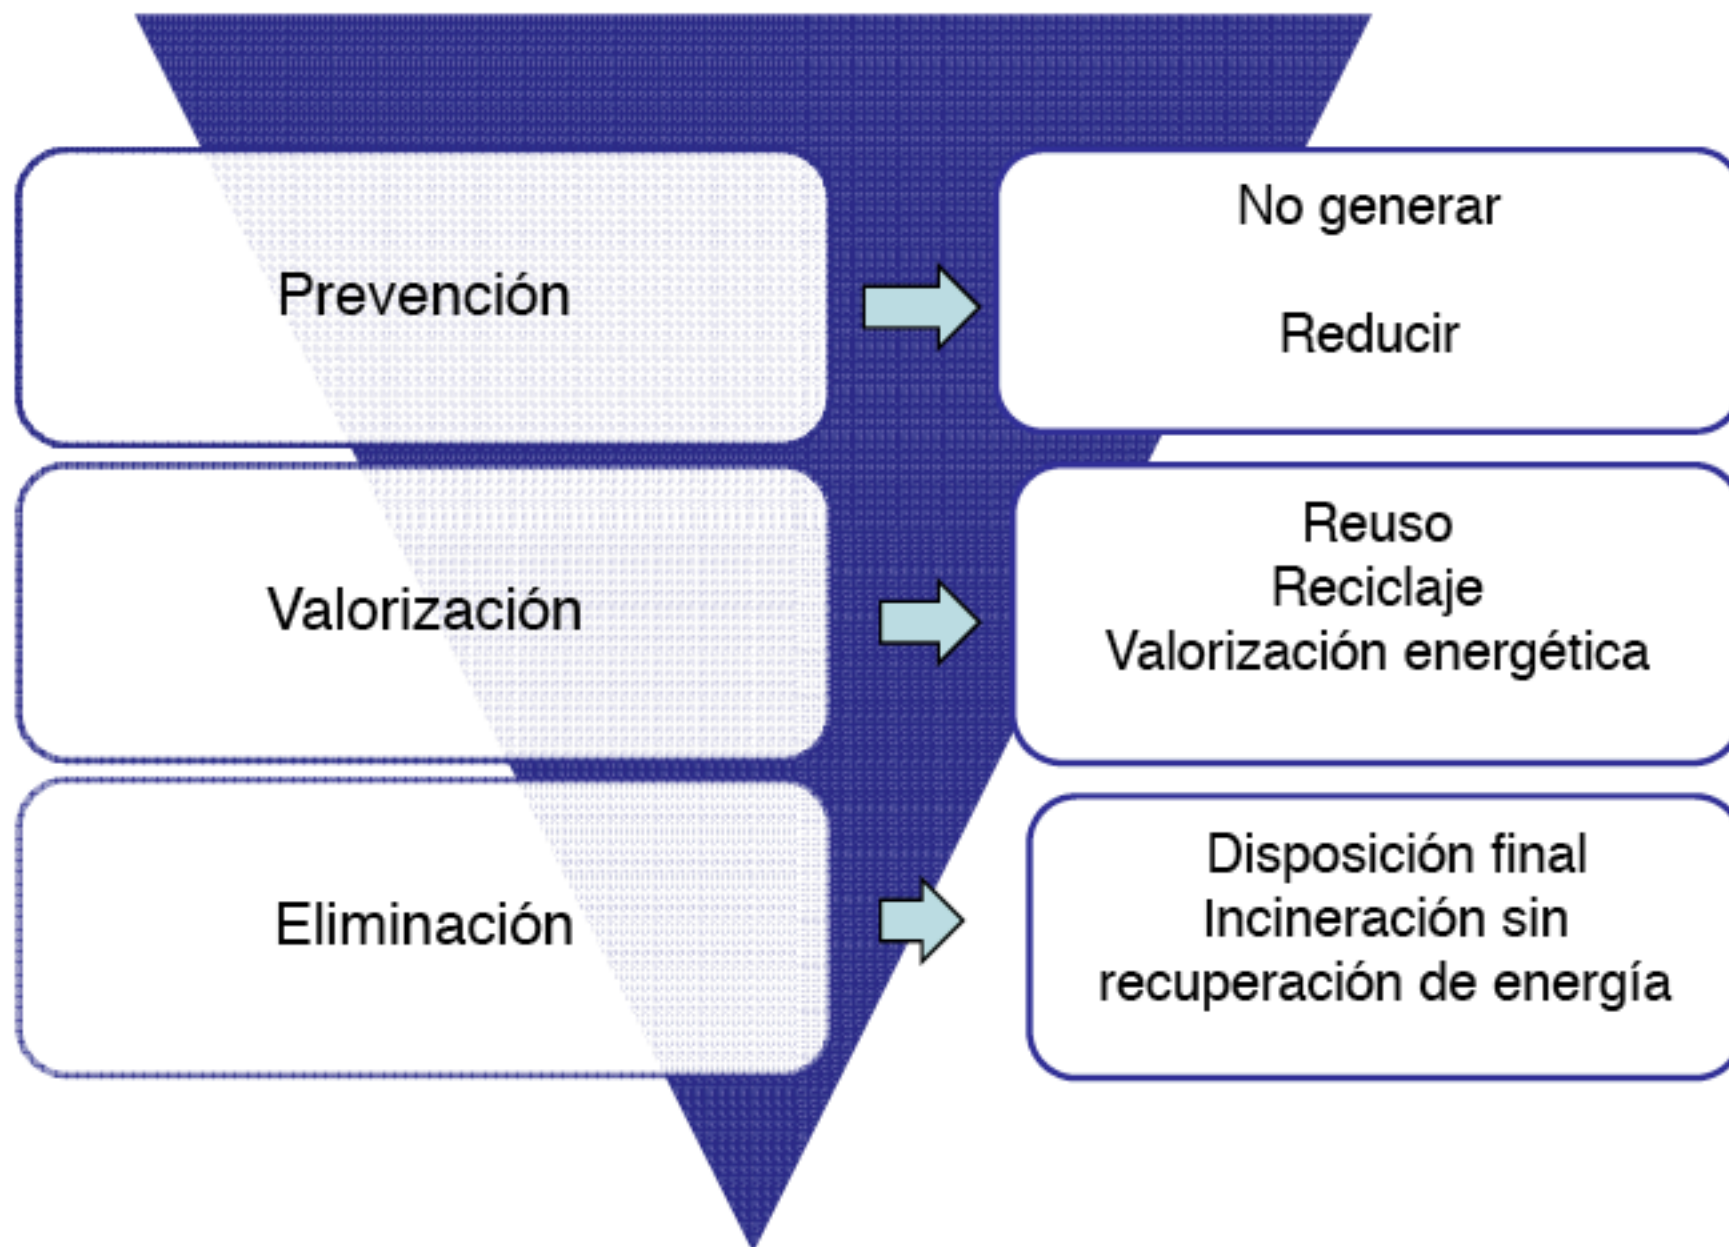 Prevención
No generar
Reducir
Valorización
Reuso
Reciclaje
Valorización energética
Eliminación
Disposición final
Incineración sin
recuperación de energía